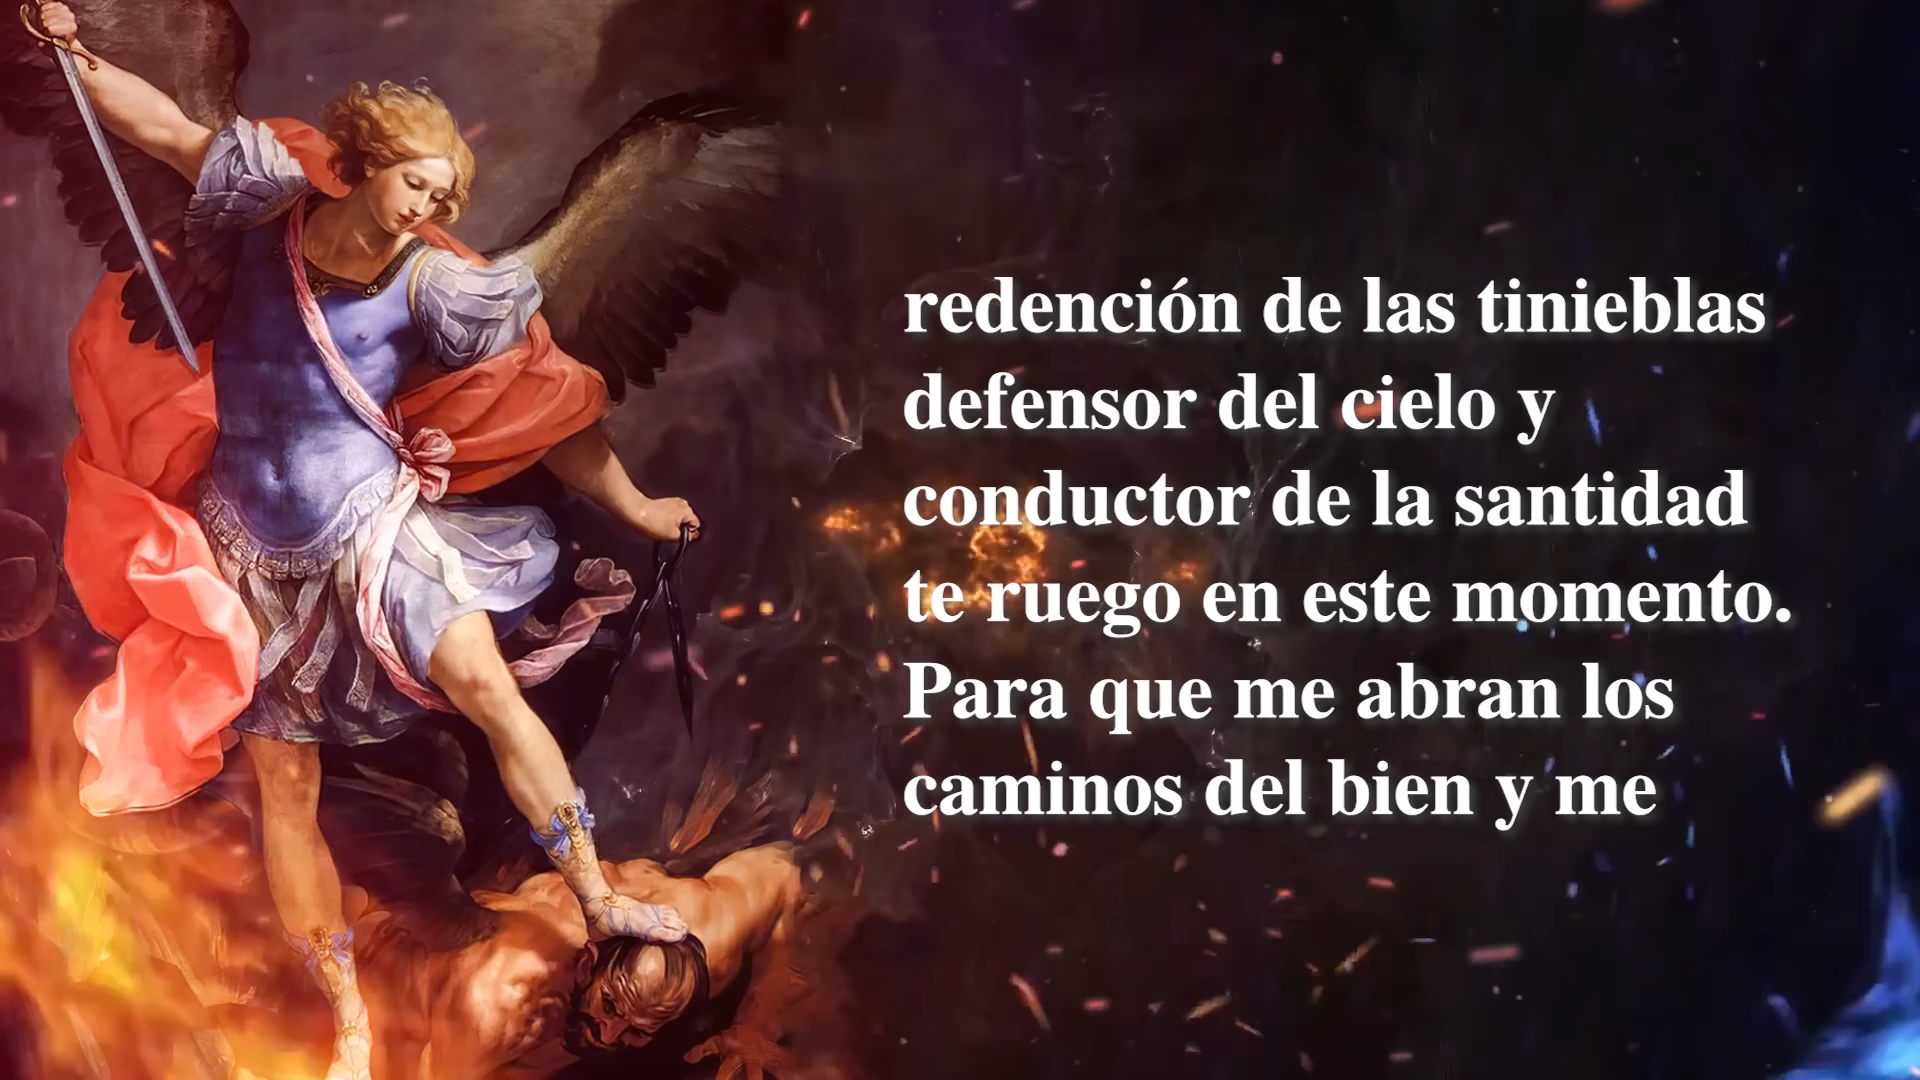 redención de las tinieblas
defensor del cielo y
conductor de la santidad
te ruego en este momento.
Para que me abran los
caminos del bien y me